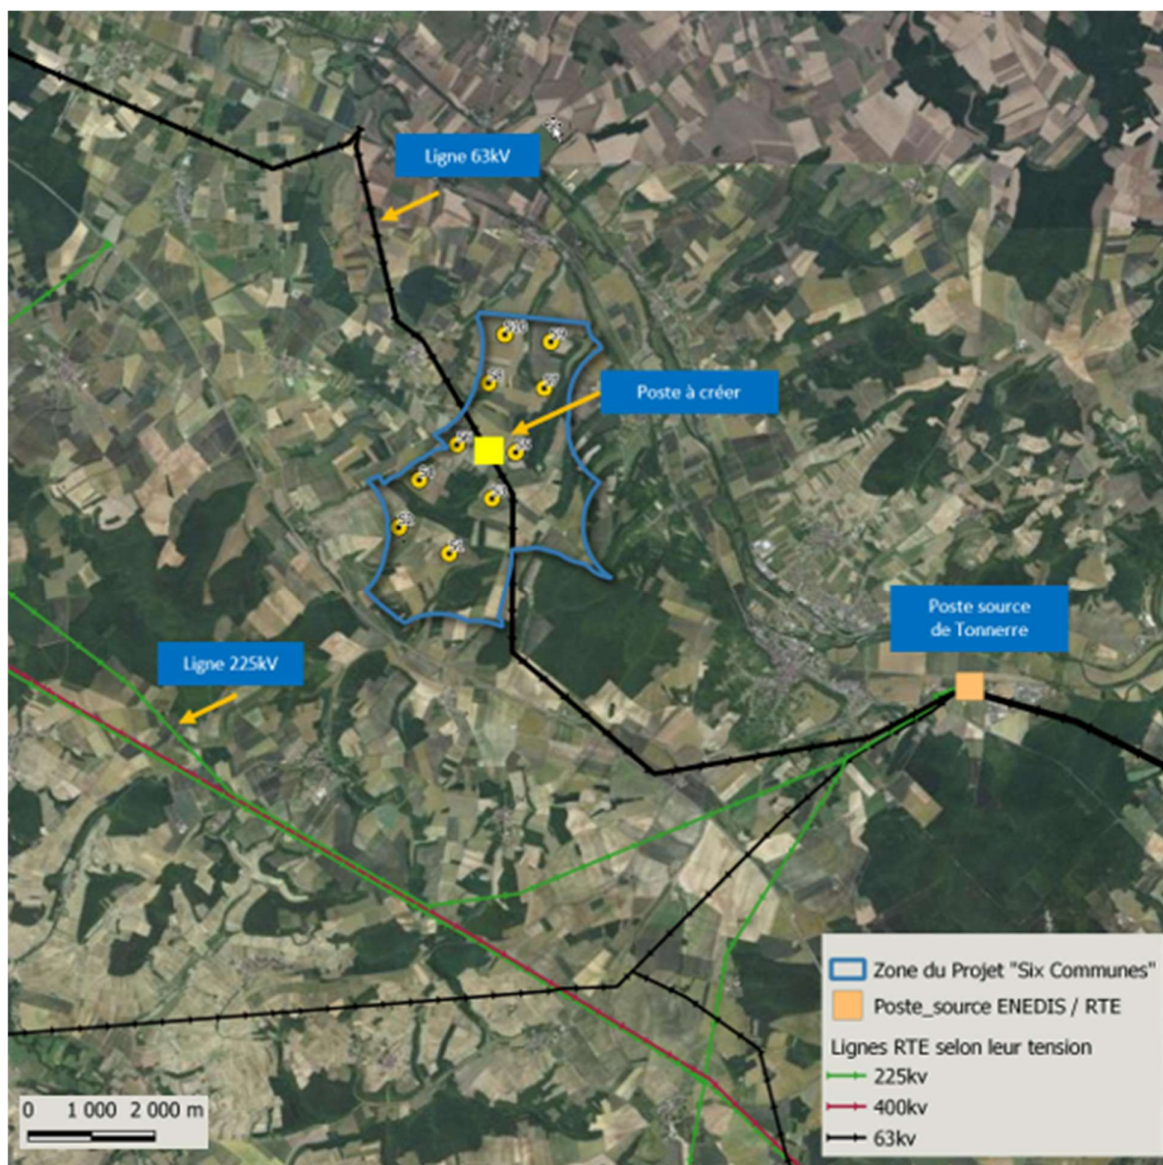 Ligne 63kV
Poste à créer
Poste source
de Tonnerre
Ligne 225kV
Zone du Projet "Six Communes"
Poste_source ENEDIS / RTE
Lignes RTE selon leur tension
225kv
400kv
63kv
0 1 000 2 000 m